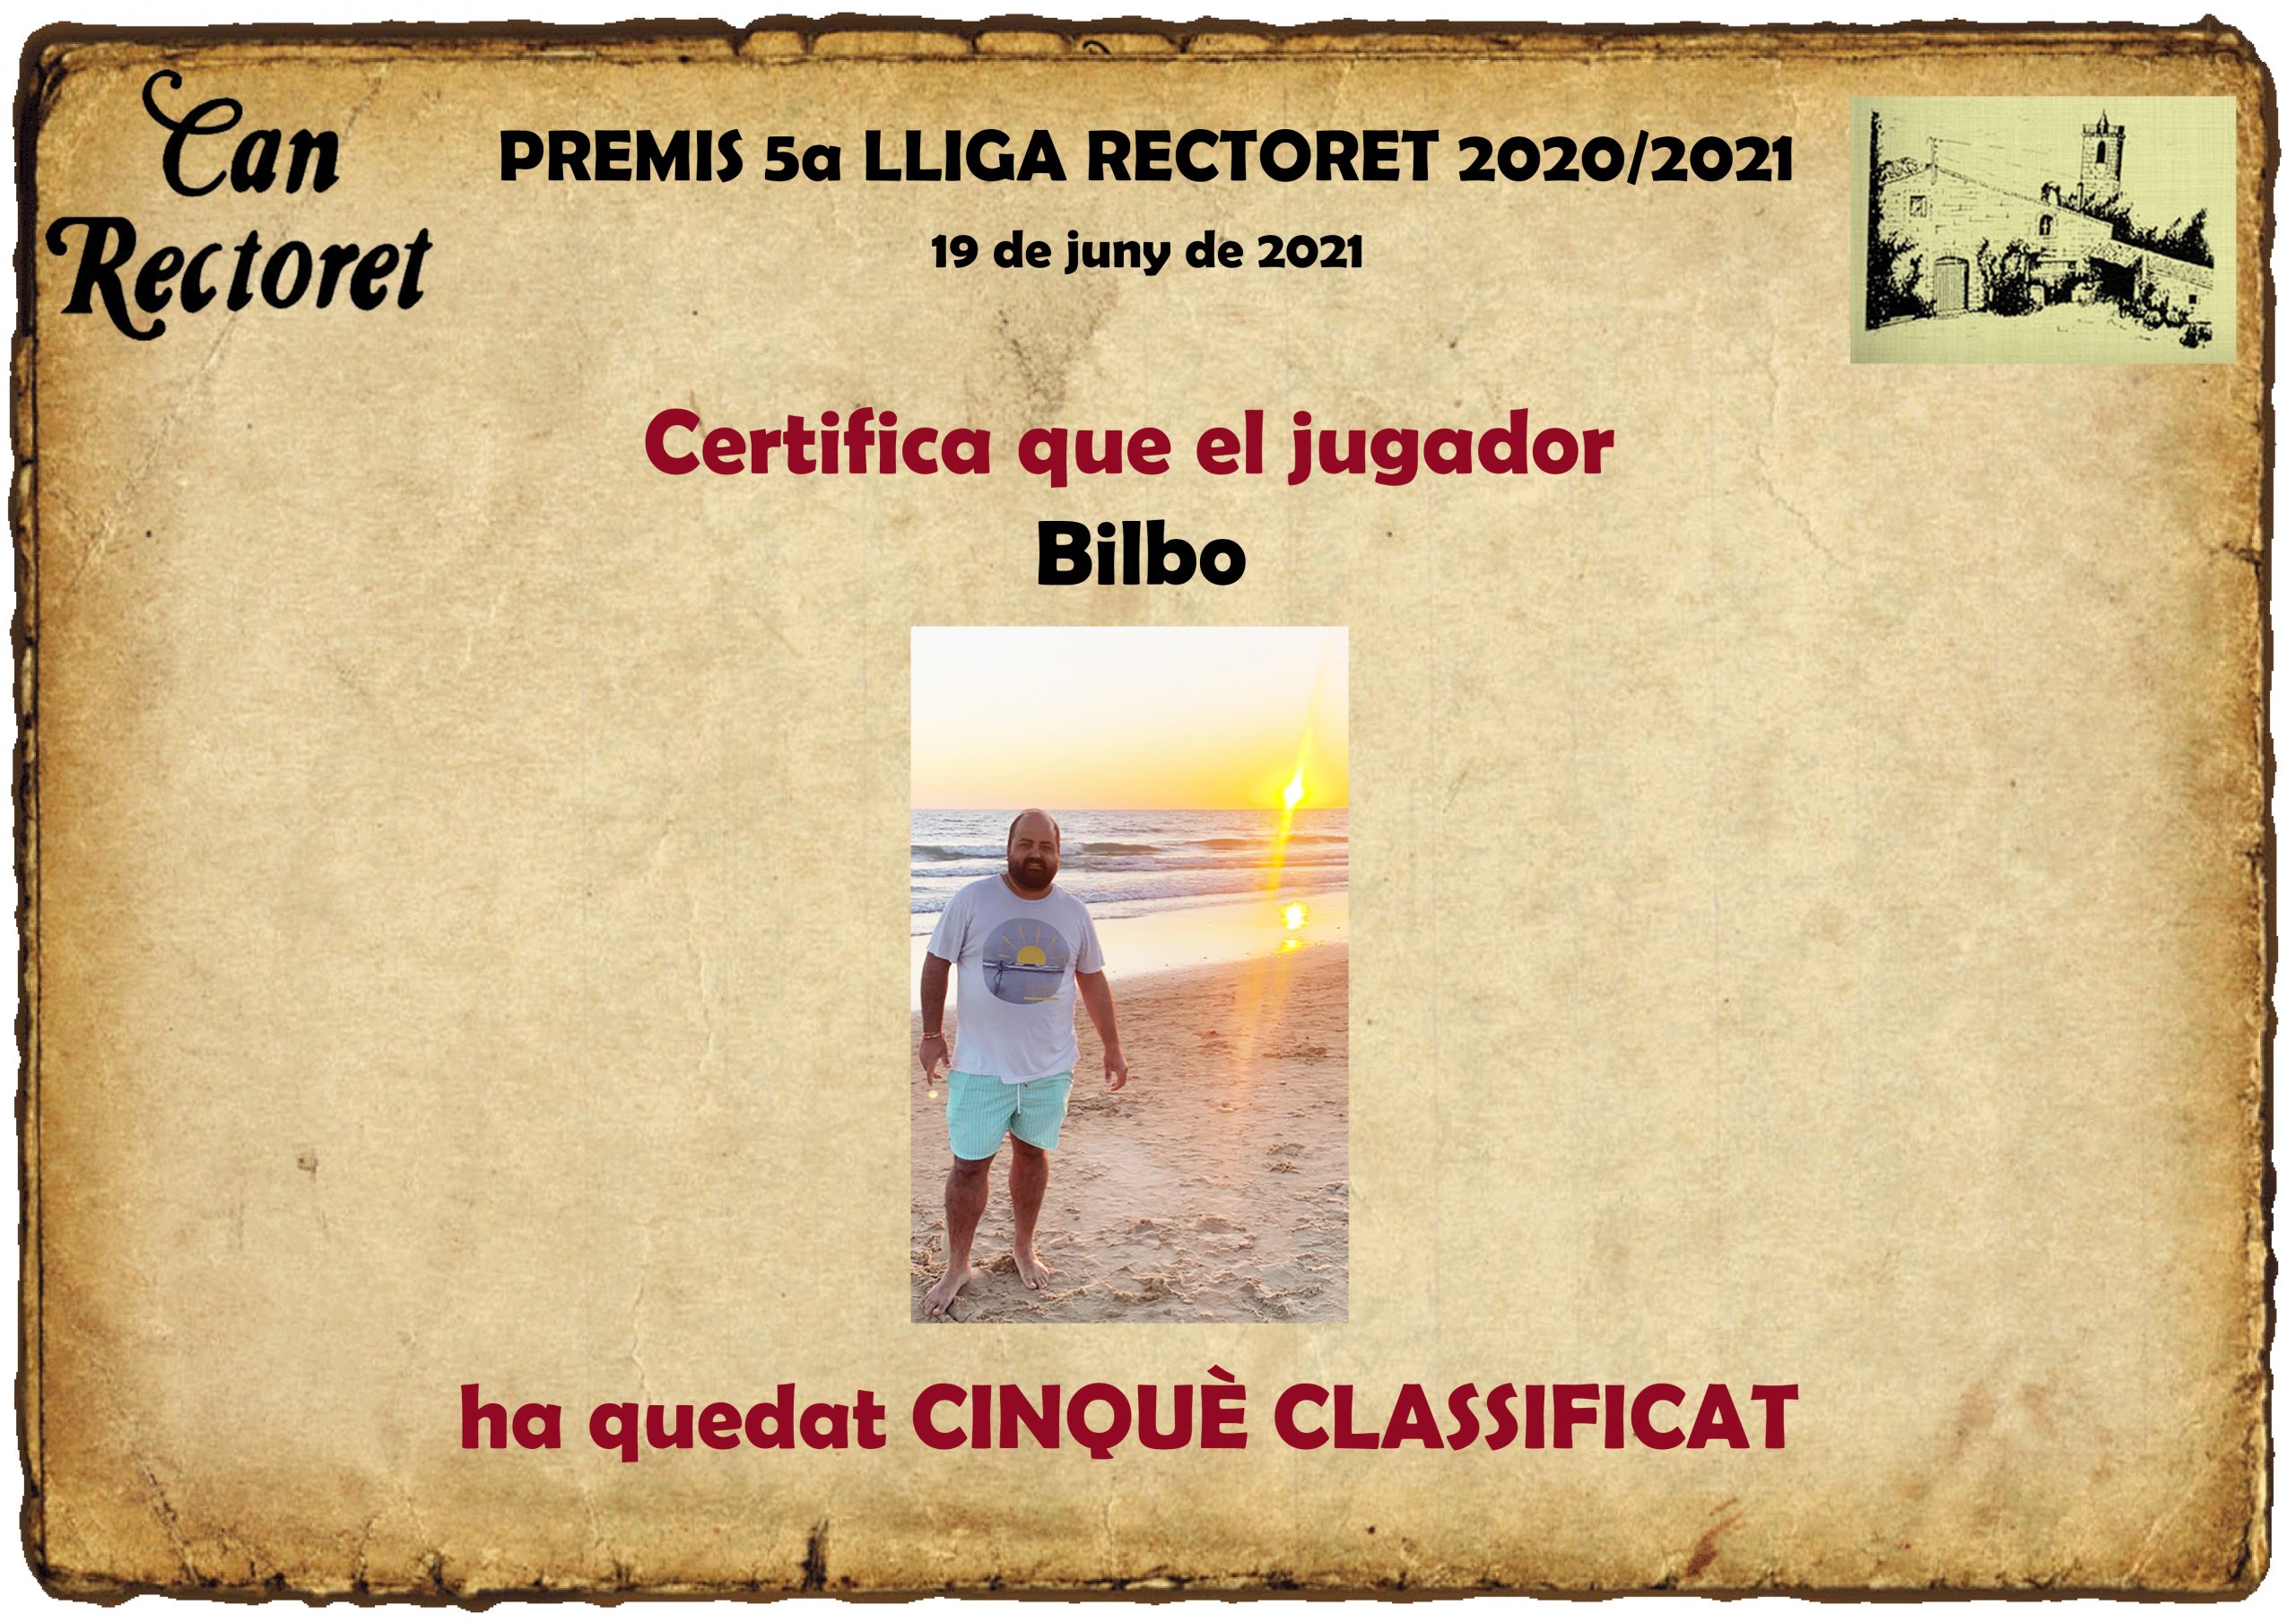 Can
Rectoret
PREMIS 5a LLIGA RECTORET 2020/2021
19 de juny de 2021
Certifica que el jugador
Bilbo
ha quedat CINQUÈ CLASSIFICAT